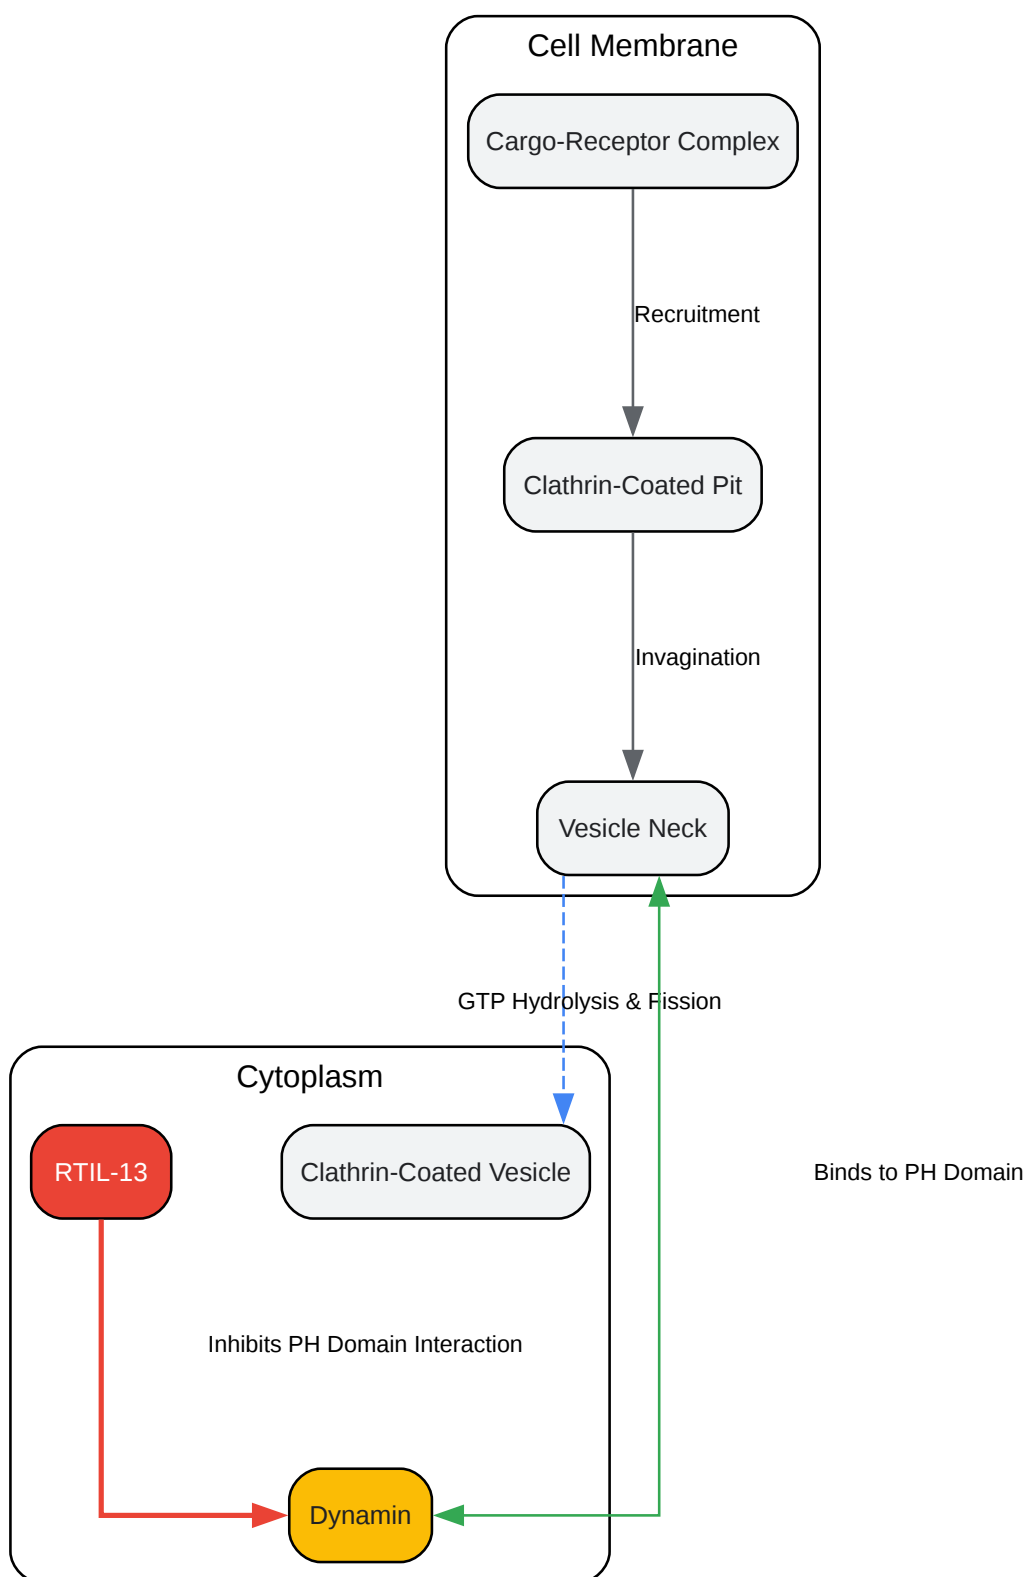 Cell Membrane
Cargo-Receptor Complex
Recruitment
Clathrin-Coated Pit
Invagination
Vesicle Neck
GTP Hydrolysis & Fission
Cytoplasm
RTIL-13
Clathrin-Coated Vesicle
Binds to PH Domain
Inhibits PH Domain Interaction
Dynamin